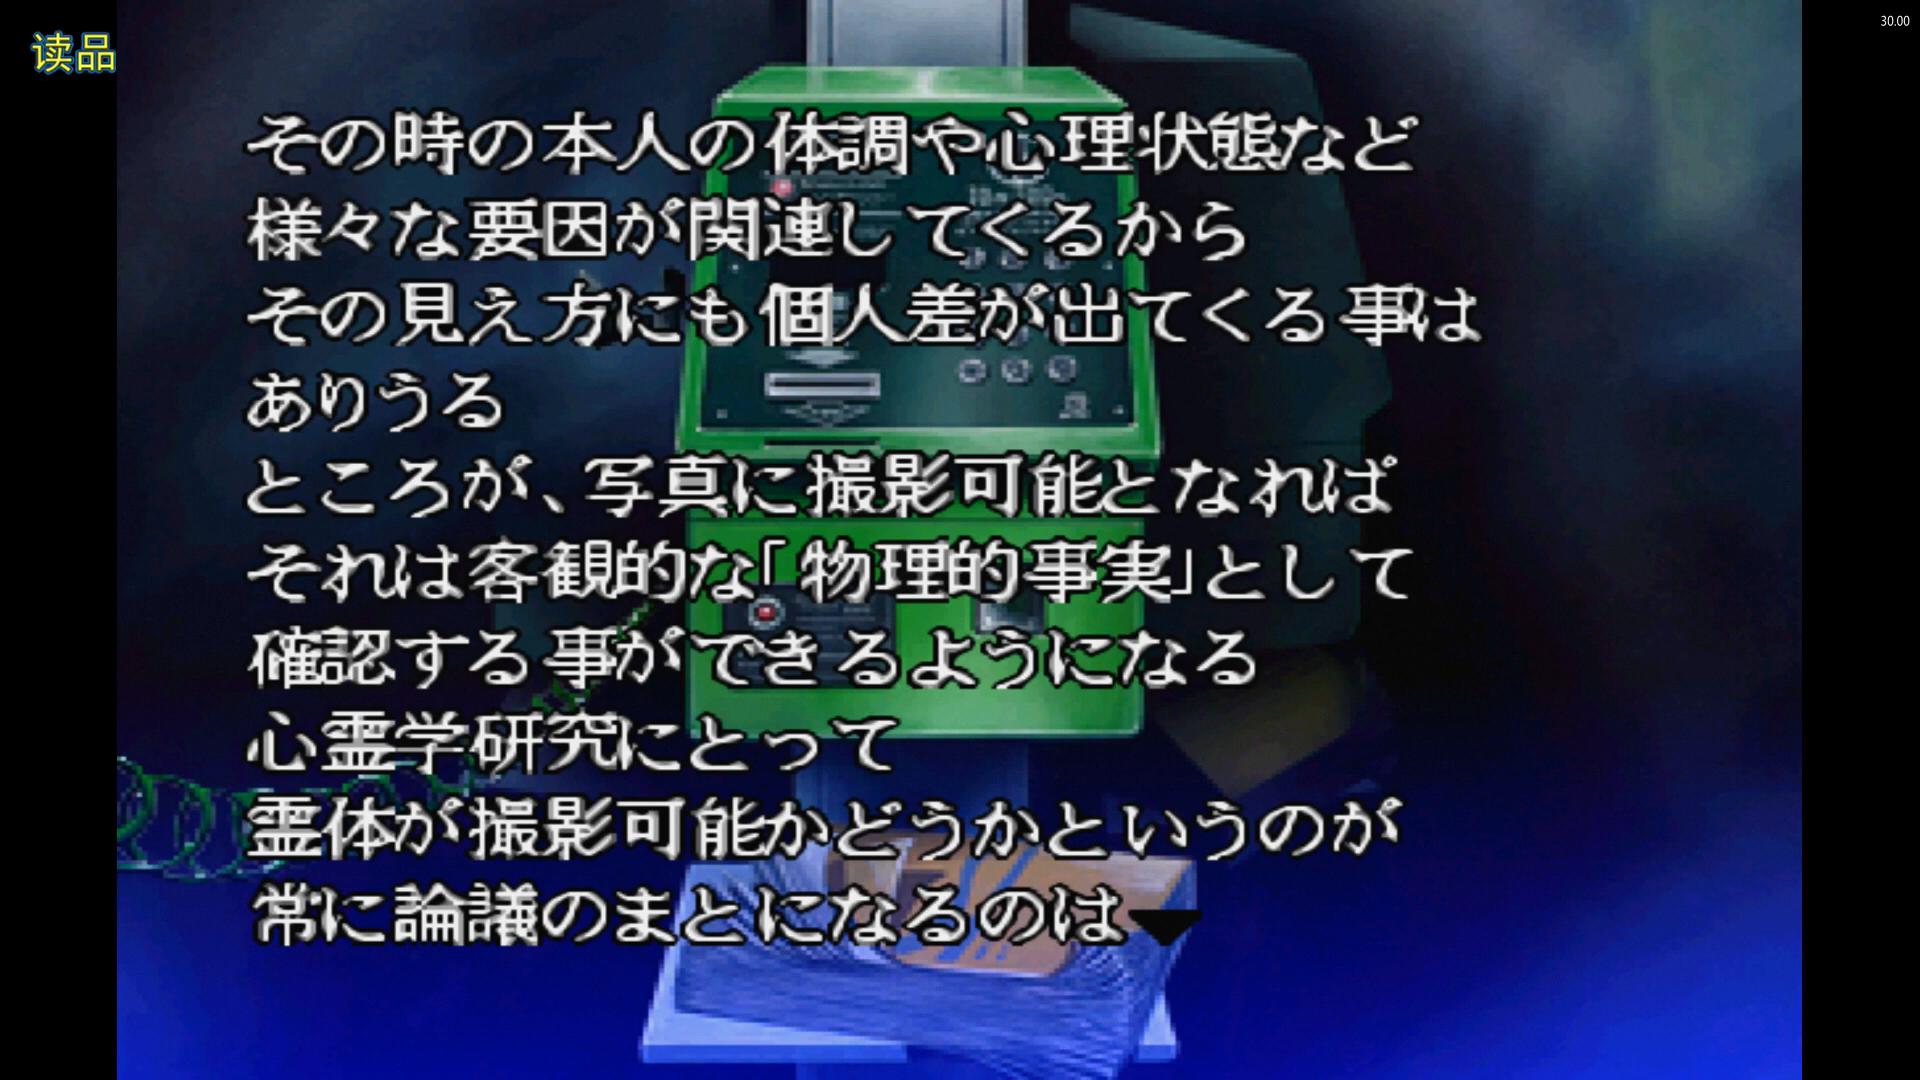 读品
30.00
その時の本人の体調や心理状態など
様々な要因が関連してくるから
その見え方にも個人差が出てくる事は
ありうる
ところが、写真に撮影可能となれば
それは客観的な「物理的事実」として
確認する事ができるようになる
心霊学研究にとって
霊体が撮影可能かどうかというのが
常に論議のまとになるのは